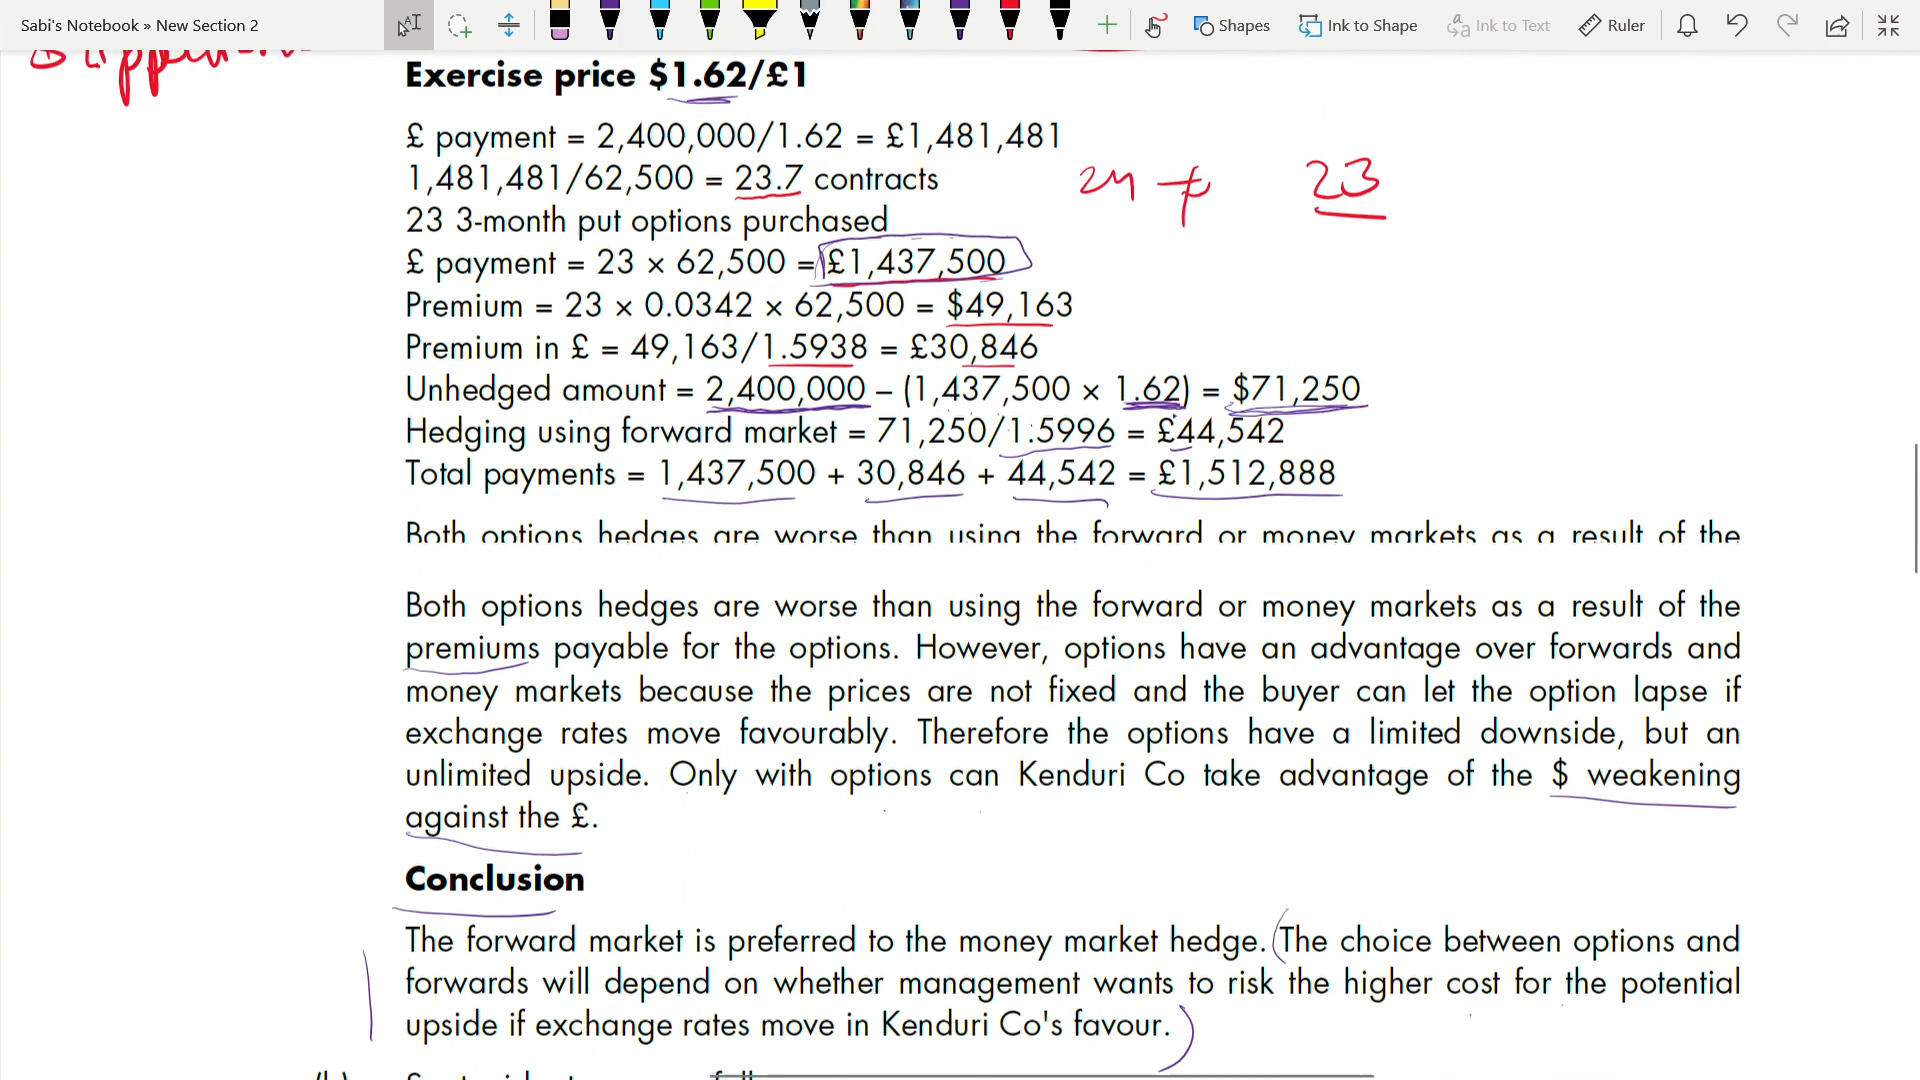 Sabi's Notebook » New Section 2
Shapes
Ink to Shape
Ink to Text
Ruler
Exercise price $1.62/£1
£ payment = 2,400,000/1.62 = £1,481,481
1,481,481/62,500 = 23.7 contracts
24 23
23 3-month put options purchased
£ payment = 23 × 62,500 = £1,437,500
Premium = 23 × 0.0342 × 62,500 = $49,163
Premium in £ = 49,163/1.5938 = £30,846
Unhedged amount = 2,400,000 – (1,437,500 × 1.62) = $71,250
Hedging using forward market = 71,250/1.5996 = £44,542
Total payments = 1,437,500 + 30,846 + 44,542 = £1,512,888
Both options hedges are worse than using the forward or money markets as a result of the
Both options hedges are worse than using the forward or money markets as a result of the
premiums payable for the options. However, options have an advantage over forwards and
money markets because the prices are not fixed and the buyer can let the option lapse if
exchange rates move favourably. Therefore the options have a limited downside, but an
unlimited upside. Only with options can Kenduri Co take advantage of the $ weakening
against the £.
Conclusion
The forward market is preferred to the money market hedge. (The choice between options and
forwards will depend on whether management wants to risk the higher cost for the potential
upside if exchange rates move in Kenduri Co's favour.)